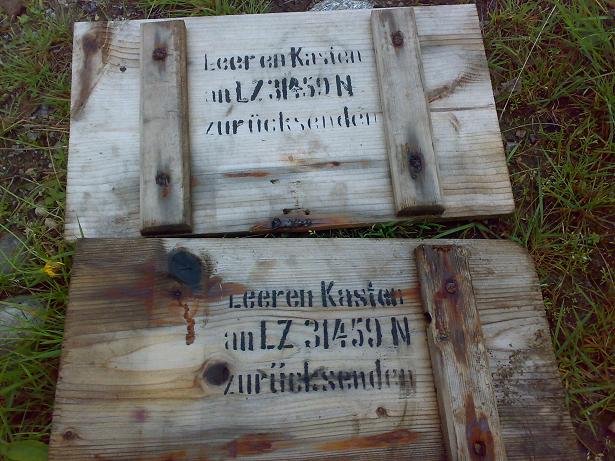 Leeren Kasten
an LZ 31459 N
zurücksenden
Leeren Kasten
an LZ 31459 N
zurücksenden